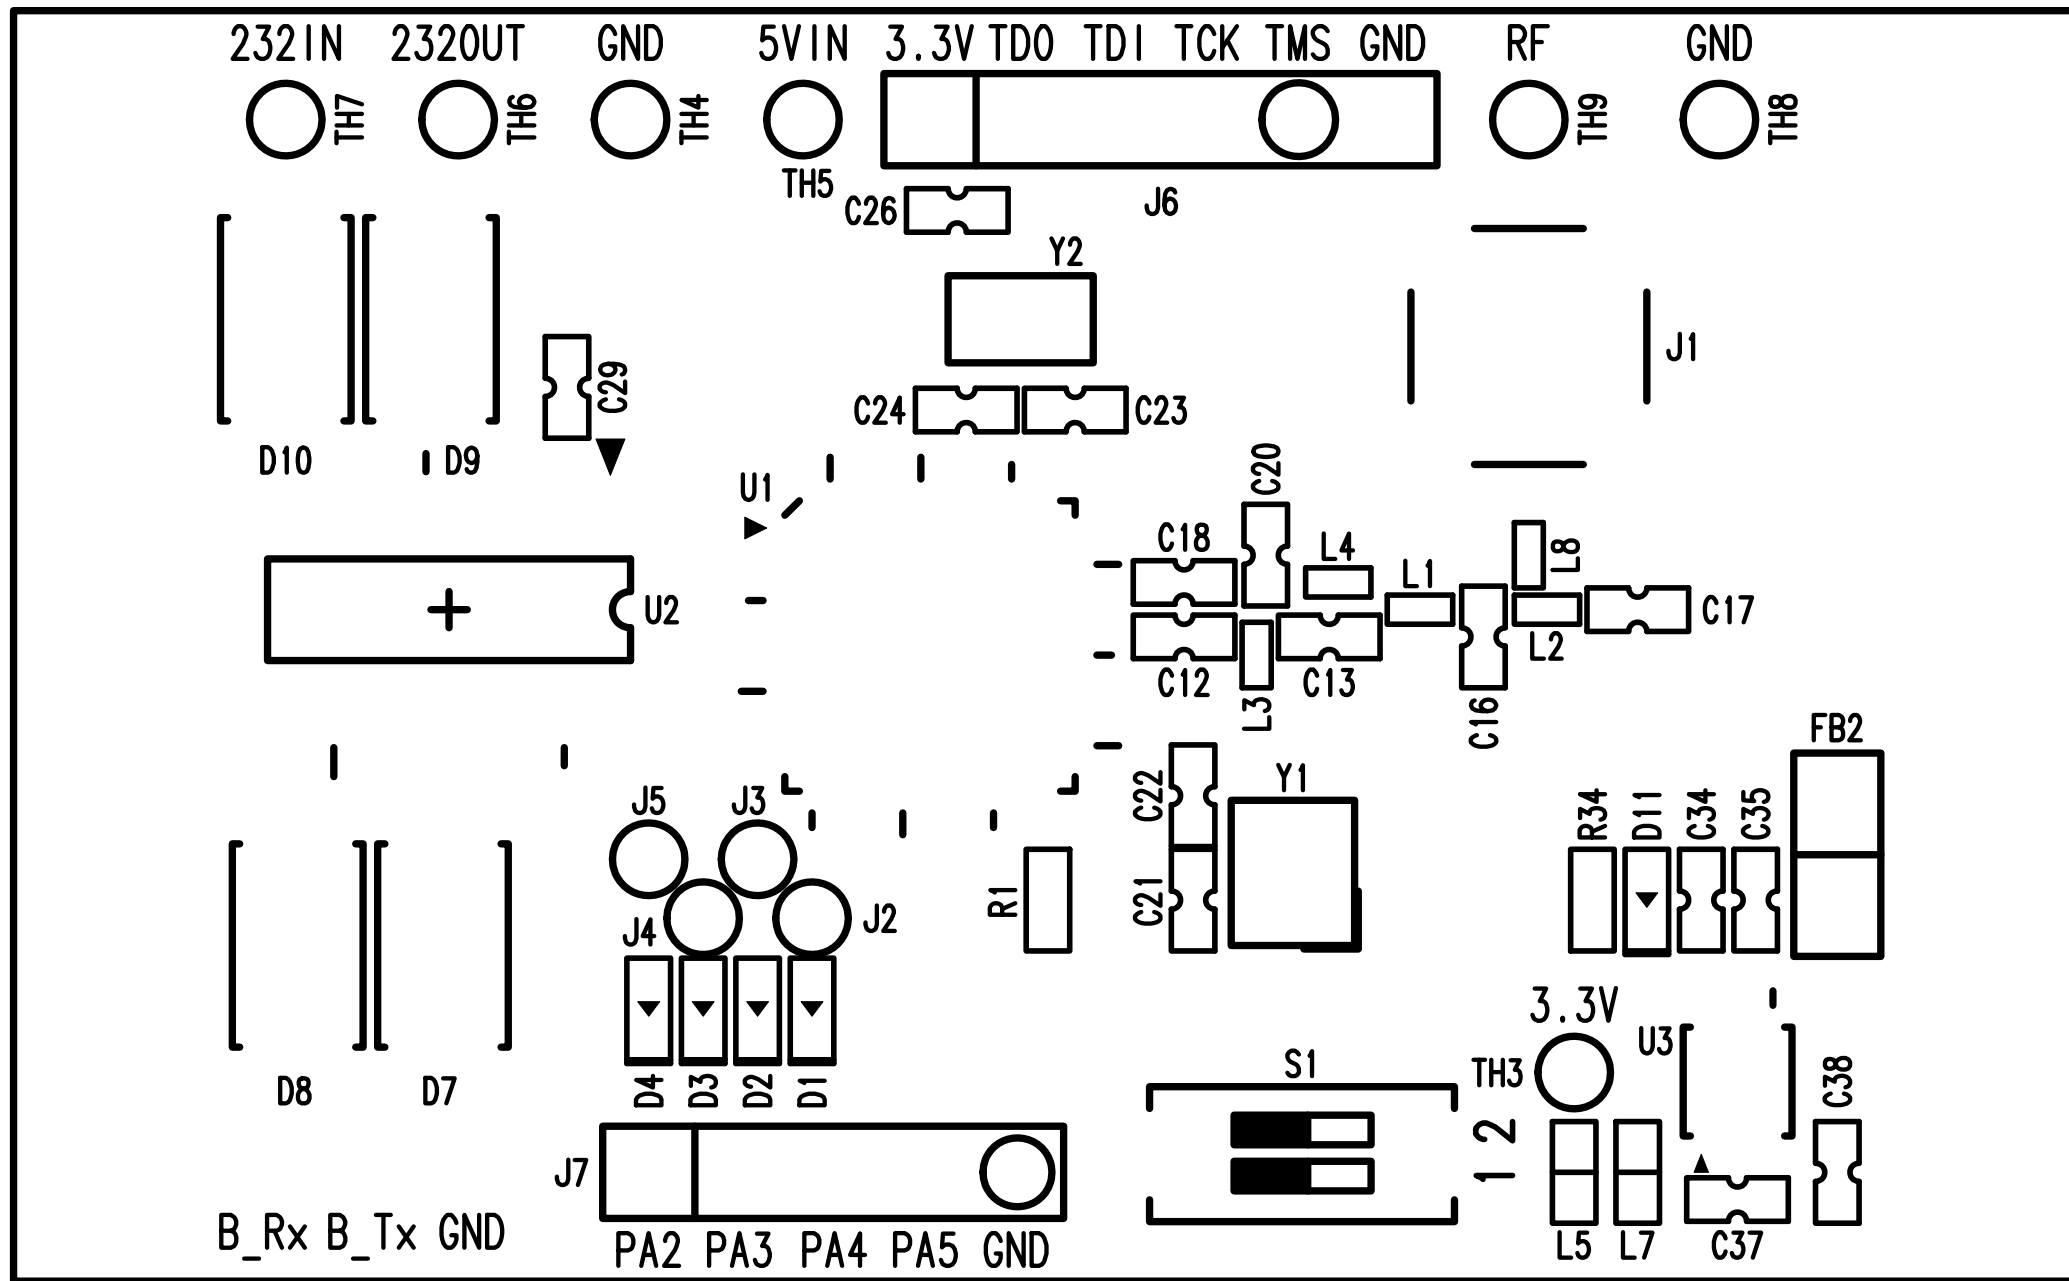 232IN 232OUT GND 5VIN 3.3V TDO TDI TCK TMS GND RF GND
TH7
TH6
TH4
TH5
TH9
TH8
C26
J6
Y2
J1
C29
C24
C23
D10
D9
U1
C20
C18
L4
L1
L8
U2
C17
L2
C12
L3
C13
C16
FB2
C22
Y1
J5
J3
R34
D11
C34
C35
R1
C21
J4
J2
3.3V
U3
S1
TH3
C38
D8
D7
D4
D3
D2
D1
2
1
J7
B_Rx B_Tx GND
PA2 PA3 PA4 PA5 GND
L5
L7
C37